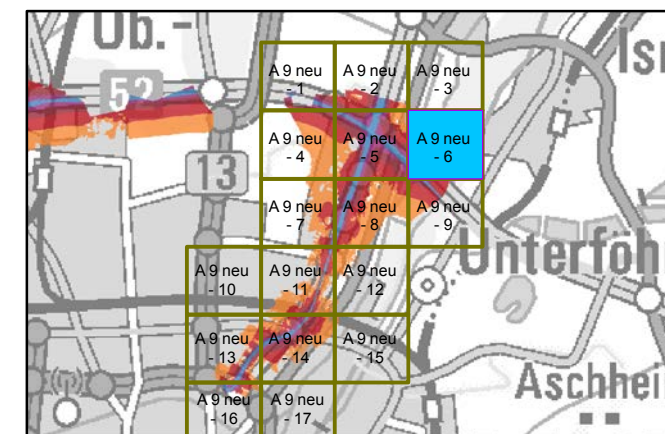 Ob.-
52
13
Isr
A 9 neu
- 1
A 9 neu
- 2
A 9 neu
- 3
A 9 neu
- 4
A 9 neu
- 5
A 9 neu
- 6
A 9 neu
- 7
A 9 neu
- 8
A 9 neu
- 9
Unterföh
A 9 neu
- 10
A 9 neu
- 11
A 9 neu
- 12
A 9 neu
- 13
A 9 neu
- 14
A 9 neu
- 15
Aschhei
A 9 neu
- 16
A 9 neu
- 17